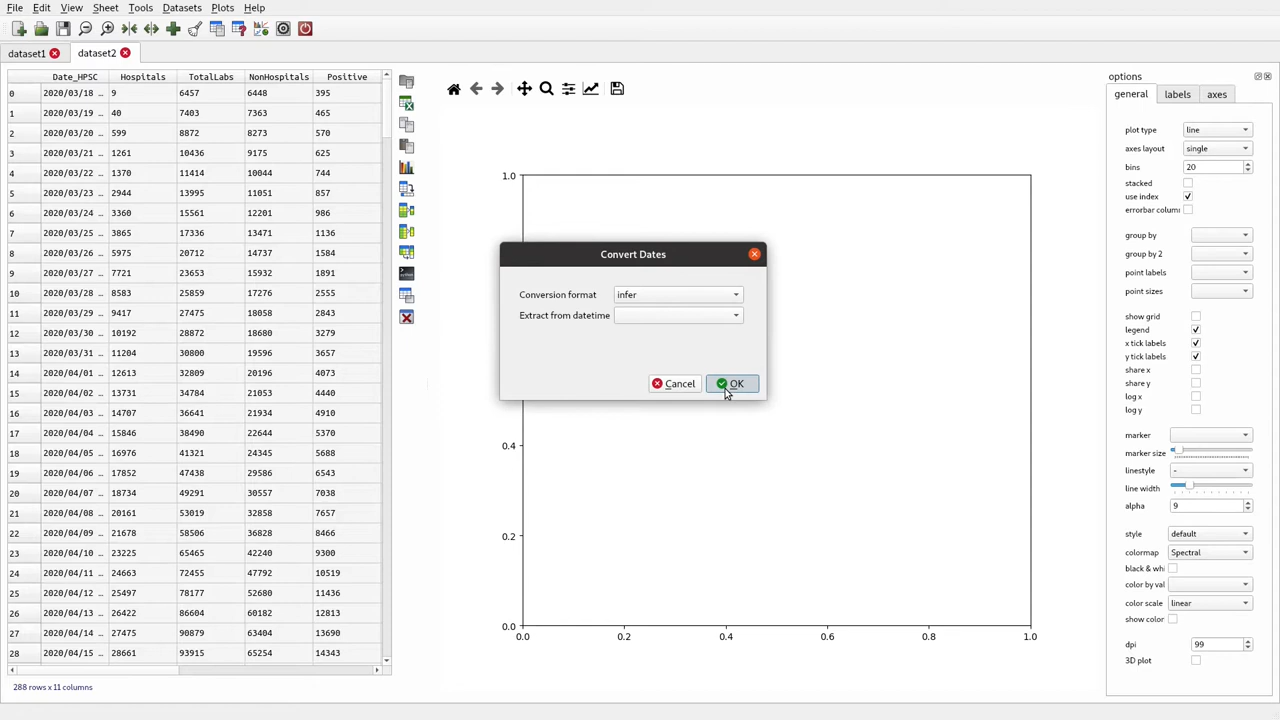 File Edit View Sheet Tools Datasets Plots Help
dataset1 dataset2
Date_HPSC Hospitals TotalLabs NonHospitals Positive
0 2020/03/18 ... 9 6457 6448 395
1 2020/03/19 ... 40 7403 7363 465
2 2020/03/20 ... 599 8872 8273 570
3 2020/03/21 ... 1261 10436 9175 625
4 2020/03/22 ... 1370 11414 10044 744
5 2020/03/23 ... 2944 13995 11051 857
6 2020/03/24 ... 3360 15561 12201 986
7 2020/03/25 ... 3865 17336 13471 1136
8 2020/03/26 ... 5975 20712 14737 1584
9 2020/03/27 ... 7721 23653 15932 1891
10 2020/03/28 ... 8583 25859 17276 2555
11 2020/03/29 ... 9417 27475 18058 2843
12 2020/03/30 ... 10192 28872 18680 3279
13 2020/03/31 ... 11204 30800 19596 3657
14 2020/04/01 ... 12613 32809 20196 4073
15 2020/04/02 ... 13731 34784 21053 4440
16 2020/04/03 ... 14707 36641 21934 4910
17 2020/04/04 ... 15846 38490 22644 5370
18 2020/04/05 ... 16976 41321 24345 5688
19 2020/04/06 ... 17852 47438 29586 6543
20 2020/04/07 ... 18734 49291 30557 7038
21 2020/04/08 ... 20161 53019 32858 7657
22 2020/04/09 ... 21678 58506 36828 8466
23 2020/04/10 ... 23225 65465 42240 9300
24 2020/04/11 ... 24663 72455 47792 10519
25 2020/04/12 ... 25497 78177 52680 11436
26 2020/04/13 ... 26422 86604 60182 12813
27 2020/04/14 ... 27475 90879 63404 13690
28 2020/04/15 ... 28661 93915 65254 14343
288 rows x 11 columns
1.0
0.4
0.2
0.0
0.0 0.2 0.4 0.6 0.8 1.0
Convert Dates
Conversion format infer
Extract from datetime
Cancel OK
options
general labels axes
plot type line
axes layout single
bins 20
stacked
use index
errorbar colum
group by
group by 2
point labels
point sizes
show grid
legend
x tick labels
y tick labels
share x
share y
log x
log y
marker
marker size
linestyle -
line width
alpha 9
style default
colormap Spectral
black & whi
color by val
color scale linear
show color
dpi 99
3D plot